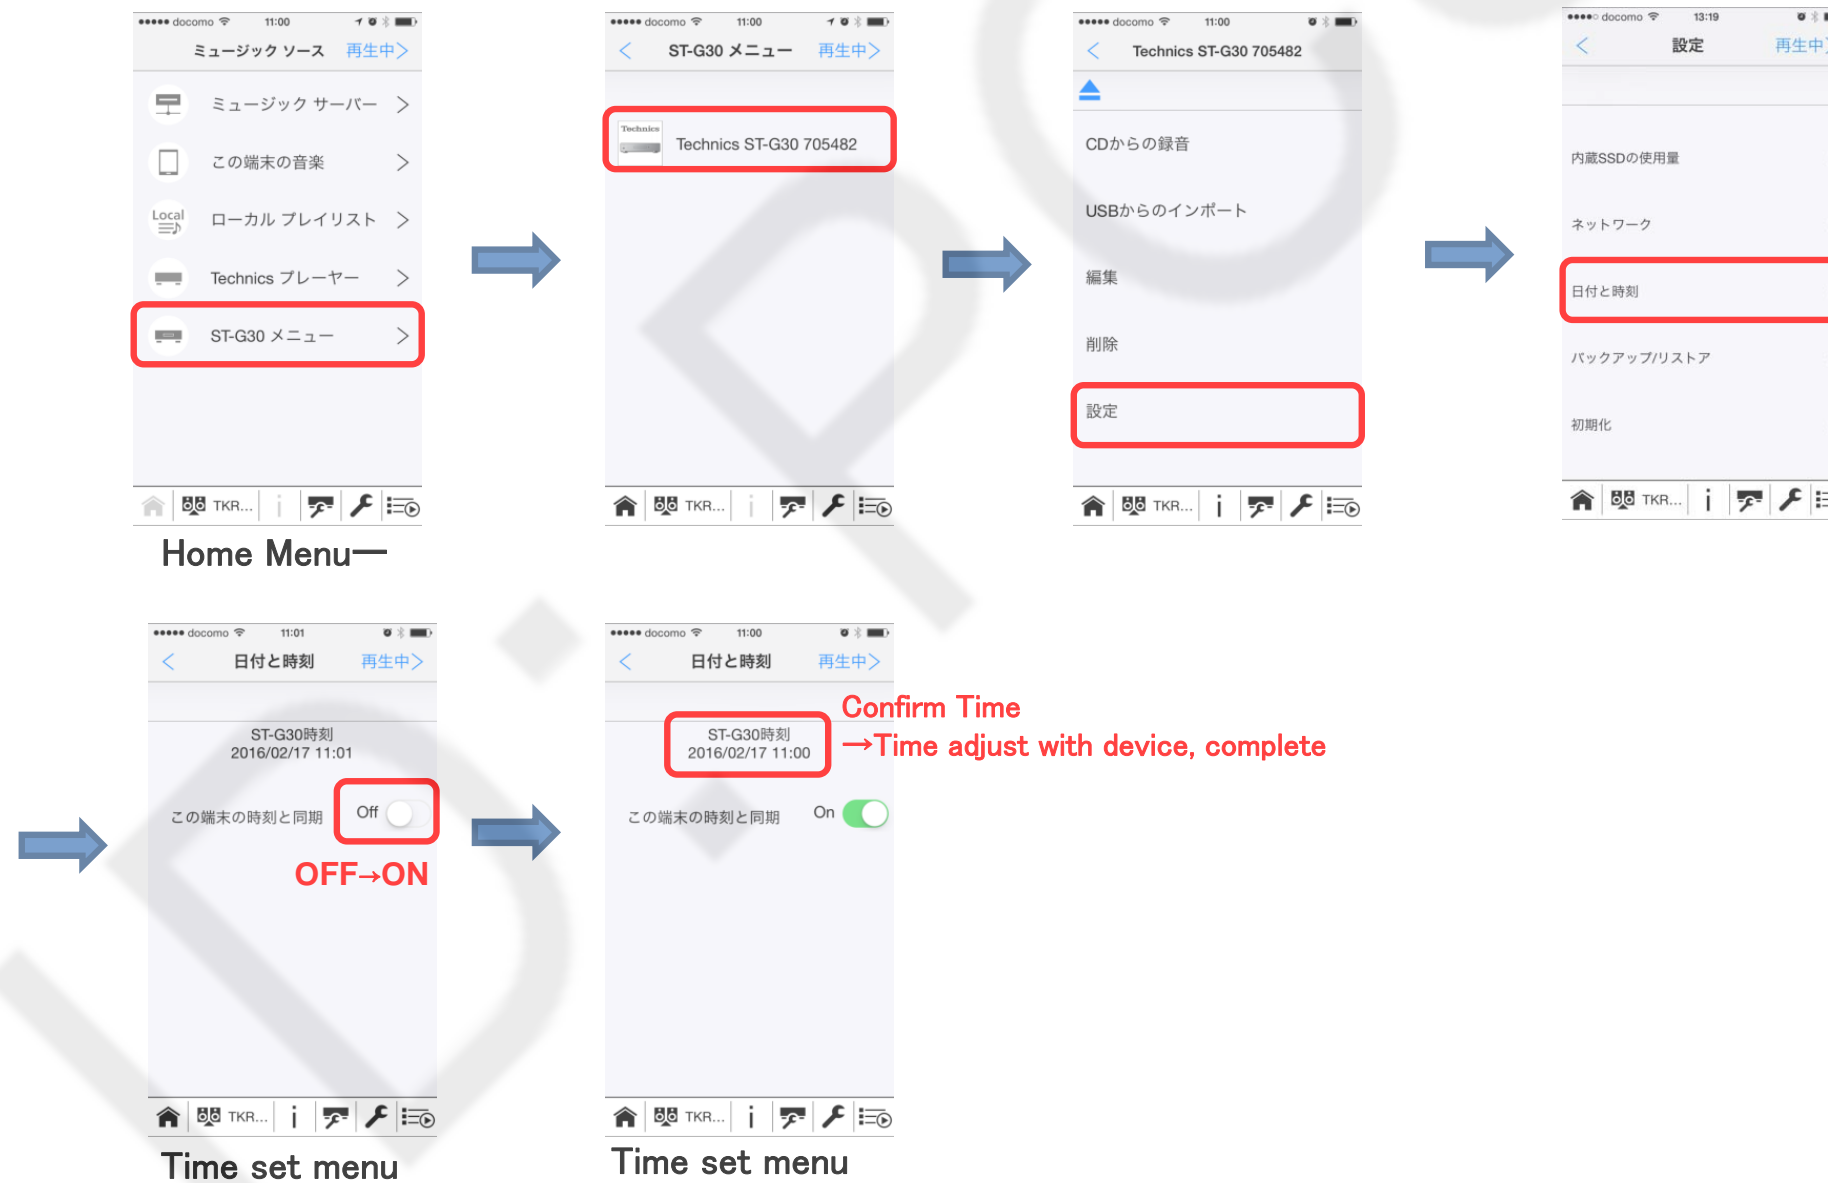 docomo 11:00
ミュージック ソース 再生中
ミュージック サーバー
この端末の音楽
Local ローカル プレイリスト
Technics プレーヤー
ST-G30 メニュー
TKR... i
Home Menuー
docomo 11:00
ST-G30 メニュー 再生中
Technics
Technics ST-G30 705482
TKR... i
docomo 11:00
Technics ST-G30 705482
CDからの録音
USBからのインポート
編集
削除
設定
TKR... i
docomo 13:19
設定 再生中
内蔵SSDの使用量
ネットワーク
日付と時刻
バックアップ/リストア
初期化
TKR... i
docomo 11:01
日付と時刻 再生中
ST-G30時刻
2016/02/17 11:01
この端末の時刻と同期 Off
OFF→ON
TKR... i
Time set menu
docomo 11:00
日付と時刻 再生中
ST-G30時刻
2016/02/17 11:00
この端末の時刻と同期 On
TKR... i
Time set menu
Confirm Time
→Time adjust with device, complete